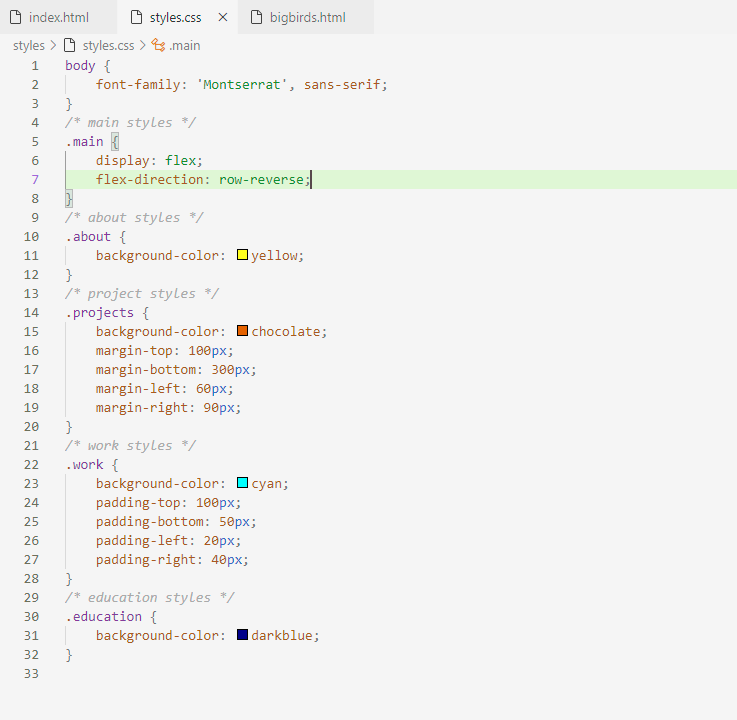 index.html
styles.css
bigbirds.html
styles > styles.css > .main
1 body {
2     font-family: 'Montserrat', sans-serif;
3 }
4 /* main styles */
5 .main {
6     display: flex;
7     flex-direction: row-reverse;
8 }
9 /* about styles */
10 .about {
11     background-color: yellow;
12 }
13 /* project styles */
14 .projects {
15     background-color: chocolate;
16     margin-top: 100px;
17     margin-bottom: 300px;
18     margin-left: 60px;
19     margin-right: 90px;
20 }
21 /* work styles */
22 .work {
23     background-color: cyan;
24     padding-top: 100px;
25     padding-bottom: 50px;
26     padding-left: 20px;
27     padding-right: 40px;
28 }
29 /* education styles */
30 .education {
31     background-color: darkblue;
32 }
33